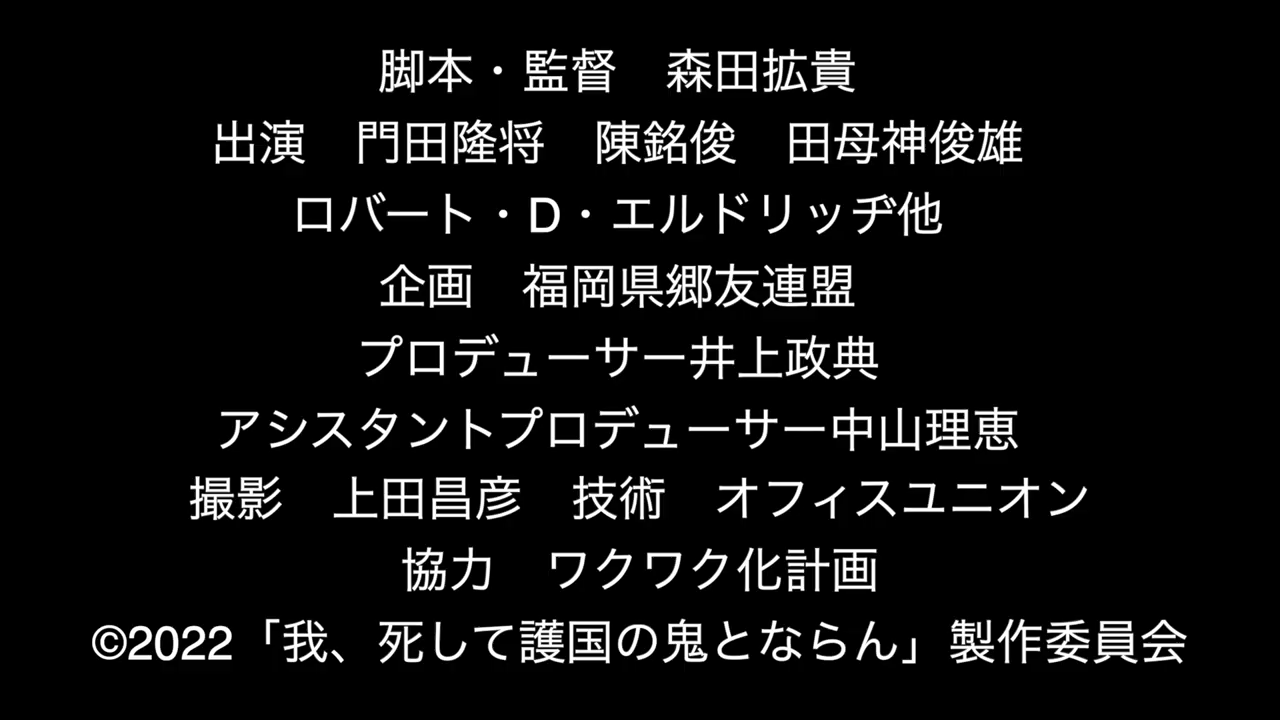 脚本・監督　森田拡貴
出演　門田隆将　陳銘俊　田母神俊雄
ロバート・D・エルドリッヂ他
企画　福岡県郷友連盟
プロデューサー井上政典
アシスタントプロデューサー中山理恵
撮影　上田昌彦　技術　オフィスユニオン
協力　ワクワク化計画
©2022「我、死して護国の鬼とならん」製作委員会